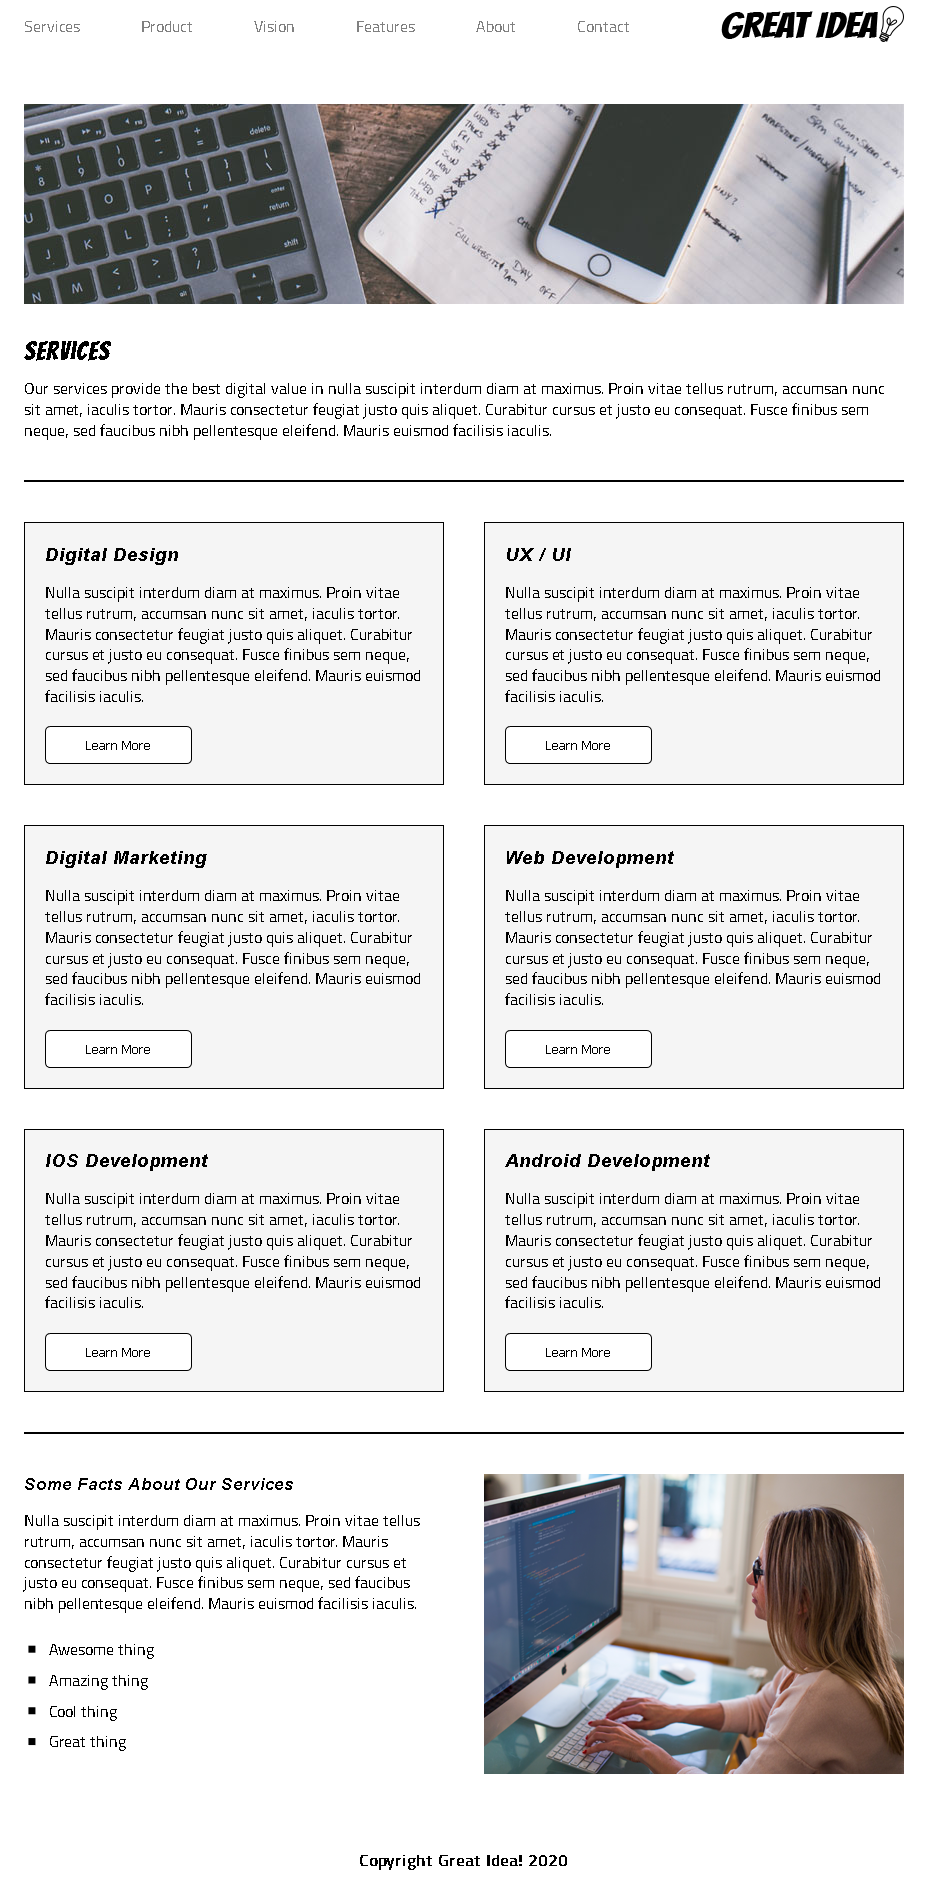 Services Product Vision Features About Contact GREAT IDEA
delete
enter
return
shift
DAY OFF
SERVICES
Our services provide the best digital value in nulla suscipit interdum diam at maximus. Proin vitae tellus rutrum, accumsan nunc
sit amet, iaculis tortor. Mauris consectetur feugiat justo quis aliquet. Curabitur cursus et justo eu consequat. Fusce finibus sem
neque, sed faucibus nibh pellentesque eleifend. Mauris euismod facilisis iaculis.
Digital Design
Nulla suscipit interdum diam at maximus. Proin vitae
tellus rutrum, accumsan nunc sit amet, iaculis tortor.
Mauris consectetur feugiat justo quis aliquet. Curabitur
cursus et justo eu consequat. Fusce finibus sem neque,
sed faucibus nibh pellentesque eleifend. Mauris euismod
facilisis iaculis.
Learn More
UX / UI
Nulla suscipit interdum diam at maximus. Proin vitae
tellus rutrum, accumsan nunc sit amet, iaculis tortor.
Mauris consectetur feugiat justo quis aliquet. Curabitur
cursus et justo eu consequat. Fusce finibus sem neque,
sed faucibus nibh pellentesque eleifend. Mauris euismod
facilisis iaculis.
Learn More
Digital Marketing
Nulla suscipit interdum diam at maximus. Proin vitae
tellus rutrum, accumsan nunc sit amet, iaculis tortor.
Mauris consectetur feugiat justo quis aliquet. Curabitur
cursus et justo eu consequat. Fusce finibus sem neque,
sed faucibus nibh pellentesque eleifend. Mauris euismod
facilisis iaculis.
Learn More
Web Development
Nulla suscipit interdum diam at maximus. Proin vitae
tellus rutrum, accumsan nunc sit amet, iaculis tortor.
Mauris consectetur feugiat justo quis aliquet. Curabitur
cursus et justo eu consequat. Fusce finibus sem neque,
sed faucibus nibh pellentesque eleifend. Mauris euismod
facilisis iaculis.
Learn More
IOS Development
Nulla suscipit interdum diam at maximus. Proin vitae
tellus rutrum, accumsan nunc sit amet, iaculis tortor.
Mauris consectetur feugiat justo quis aliquet. Curabitur
cursus et justo eu consequat. Fusce finibus sem neque,
sed faucibus nibh pellentesque eleifend. Mauris euismod
facilisis iaculis.
Learn More
Android Development
Nulla suscipit interdum diam at maximus. Proin vitae
tellus rutrum, accumsan nunc sit amet, iaculis tortor.
Mauris consectetur feugiat justo quis aliquet. Curabitur
cursus et justo eu consequat. Fusce finibus sem neque,
sed faucibus nibh pellentesque eleifend. Mauris euismod
facilisis iaculis.
Learn More
Some Facts About Our Services
Nulla suscipit interdum diam at maximus. Proin vitae tellus
rutrum, accumsan nunc sit amet, iaculis tortor. Mauris
consectetur feugiat justo quis aliquet. Curabitur cursus et
justo eu consequat. Fusce finibus sem neque, sed faucibus
nibh pellentesque eleifend. Mauris euismod facilisis iaculis.
Awesome thing
Amazing thing
Cool thing
Great thing
Copyright Great Idea! 2020